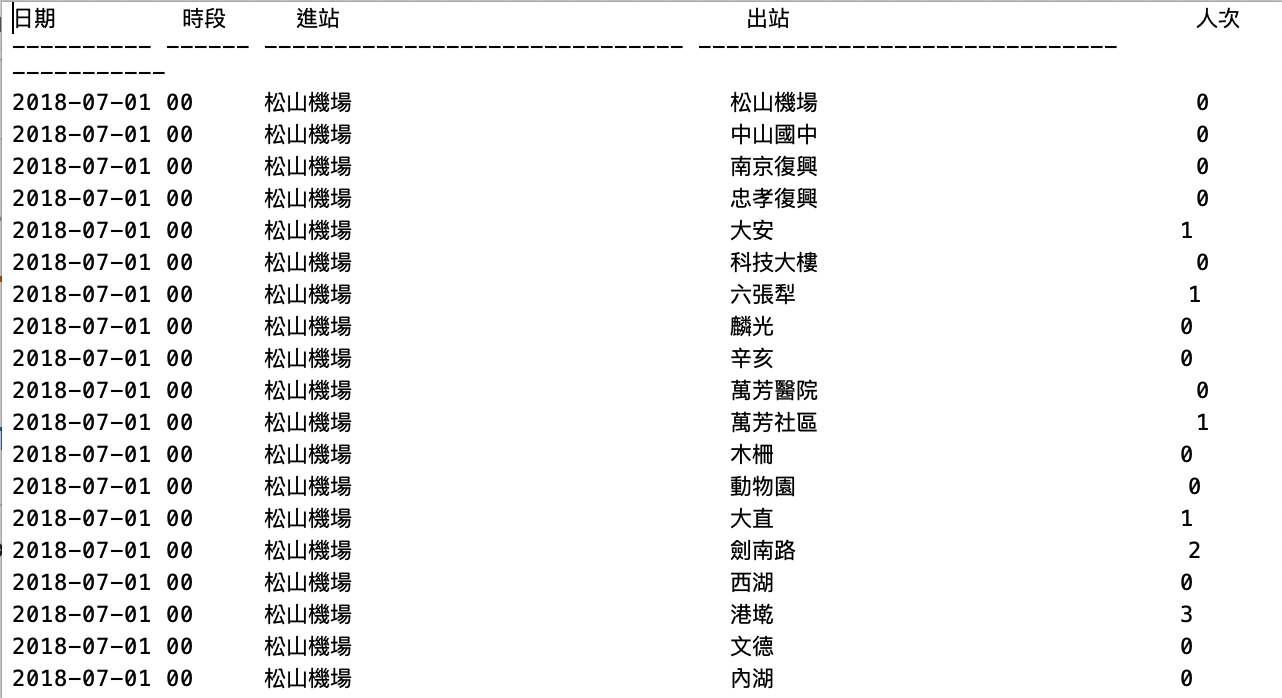 日期 時段 進站 出站 人次
----------- ------ ------------------------------ ------------------------------
-----------
2018-07-01 00 松山機場 松山機場 0
2018-07-01 00 松山機場 中山國中 0
2018-07-01 00 松山機場 南京復興 0
2018-07-01 00 松山機場 忠孝復興 0
2018-07-01 00 松山機場 大安 1
2018-07-01 00 松山機場 科技大樓 0
2018-07-01 00 松山機場 六張犁 1
2018-07-01 00 松山機場 麟光 0
2018-07-01 00 松山機場 辛亥 0
2018-07-01 00 松山機場 萬芳醫院 0
2018-07-01 00 松山機場 萬芳社區 1
2018-07-01 00 松山機場 木柵 0
2018-07-01 00 松山機場 動物園 0
2018-07-01 00 松山機場 大直 1
2018-07-01 00 松山機場 劍南路 2
2018-07-01 00 松山機場 西湖 0
2018-07-01 00 松山機場 港墘 3
2018-07-01 00 松山機場 文德 0
2018-07-01 00 松山機場 內湖 0